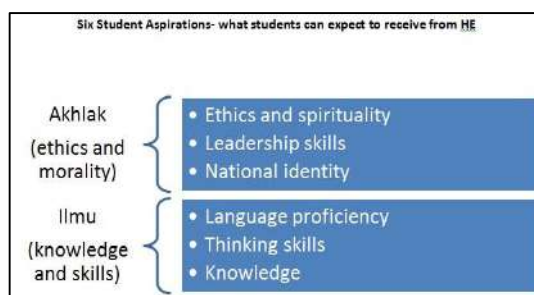 Six Student Aspirations- what students can expect to receive from HE
Akhlak
(ethics and
morality)
• Ethics and spirituality
• Leadership skills
• National identity
Ilmu
(knowledge
and skills)
• Language proficiency
• Thinking skills
• Knowledge